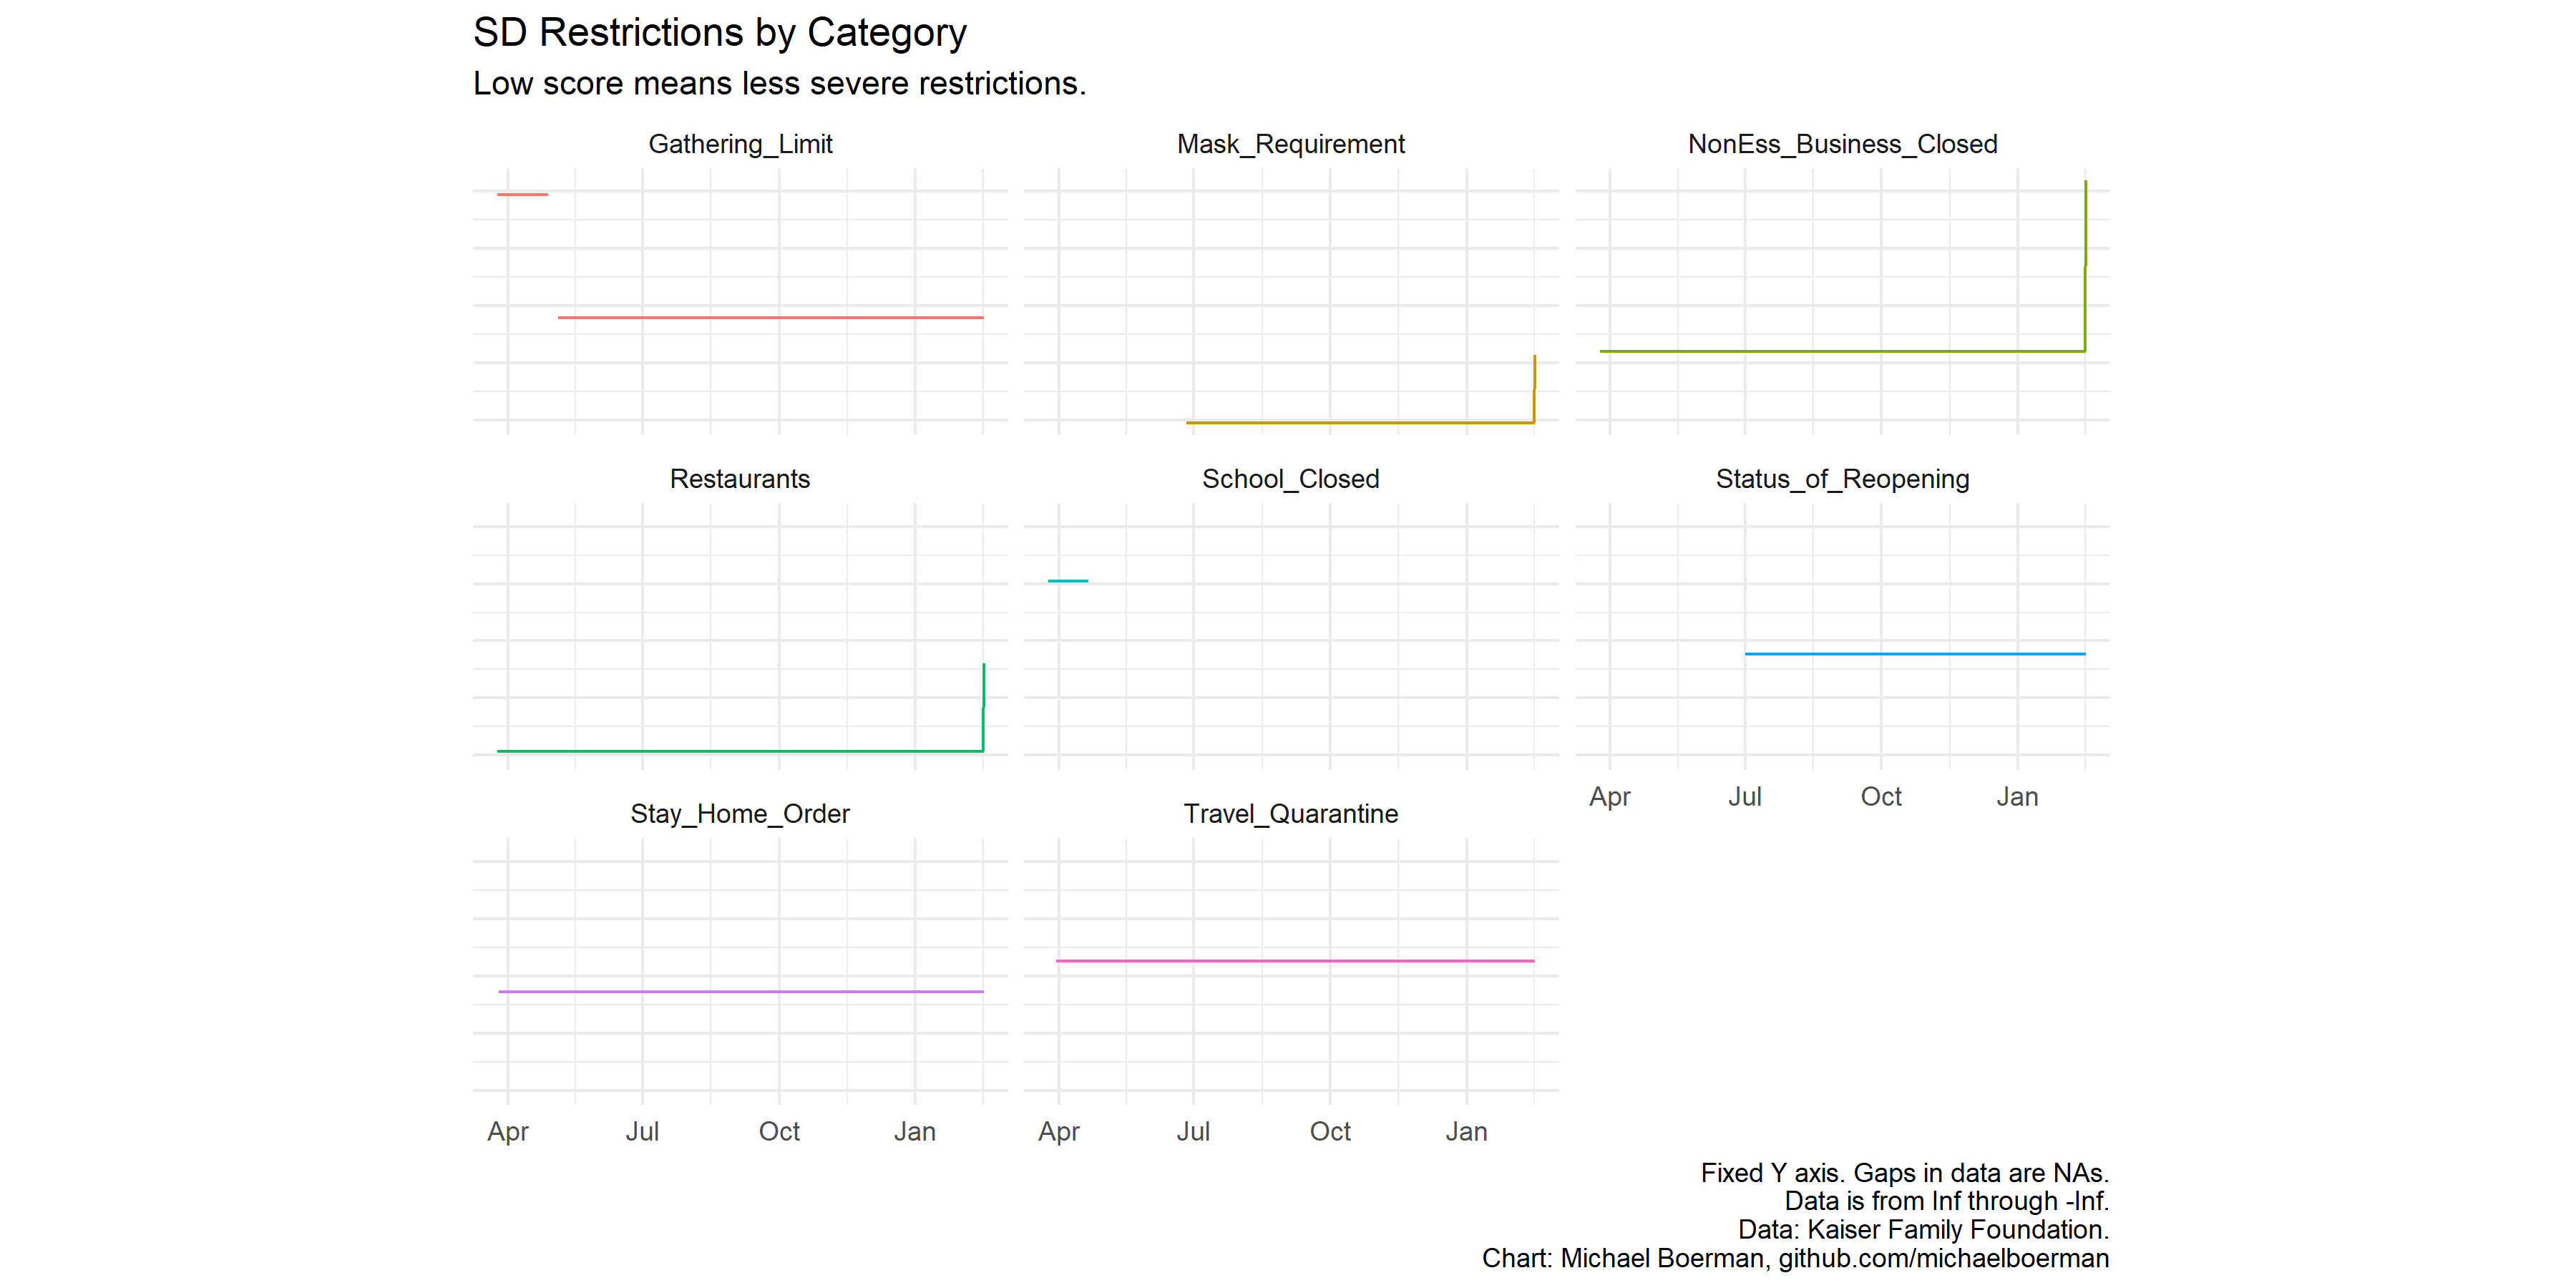 SD Restrictions by Category
Low score means less severe restrictions.
Gathering_Limit
Mask_Requirement
NonEss_Business_Closed
Restaurants
School_Closed
Status_of_Reopening
Apr Jul Oct Jan
Stay_Home_Order
Travel_Quarantine
Apr Jul Oct Jan
Apr Jul Oct Jan
Fixed Y axis. Gaps in data are NAs.
Data is from Inf through -Inf.
Data: Kaiser Family Foundation.
Chart: Michael Boerman, github.com/michaelboerman